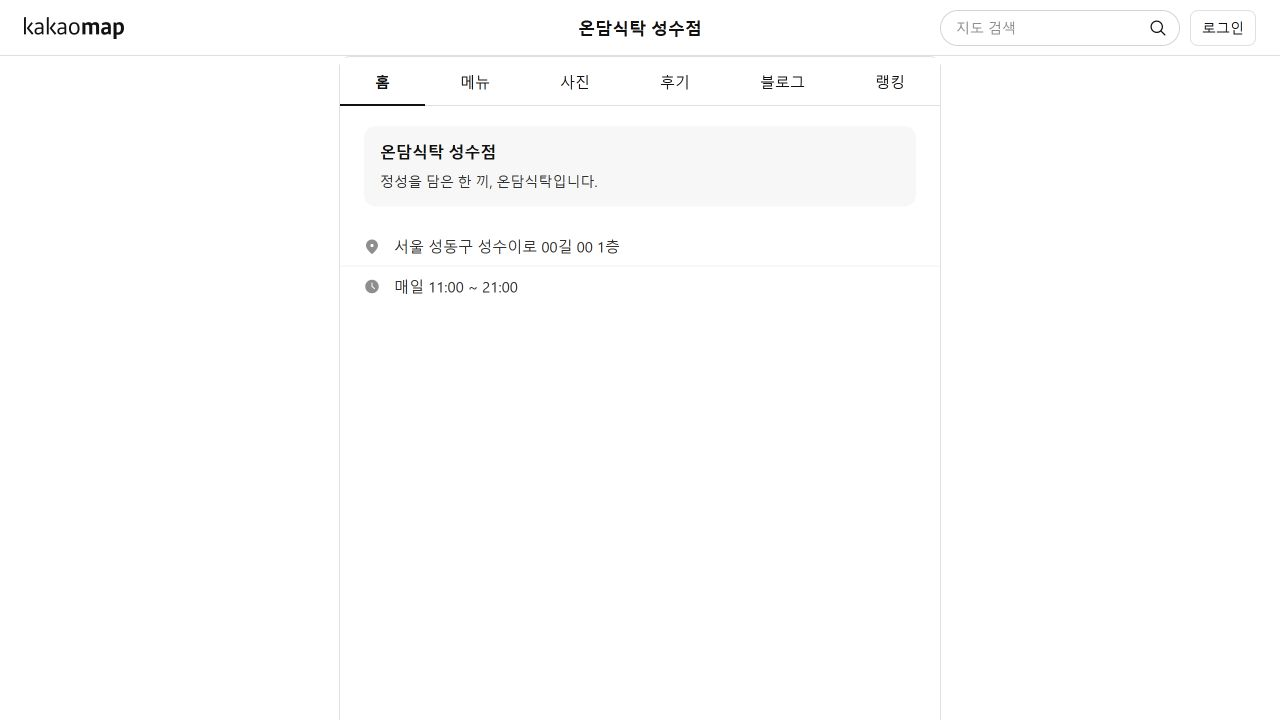 kakaomap
온담식탁 성수점
지도 검색
로그인
홈
메뉴
사진
후기
블로그
랭킹
온담식탁 성수점
정성을 담은 한 끼, 온담식탁입니다.
서울 성동구 성수이로 00길 00 1층
매일 11:00 ~ 21:00